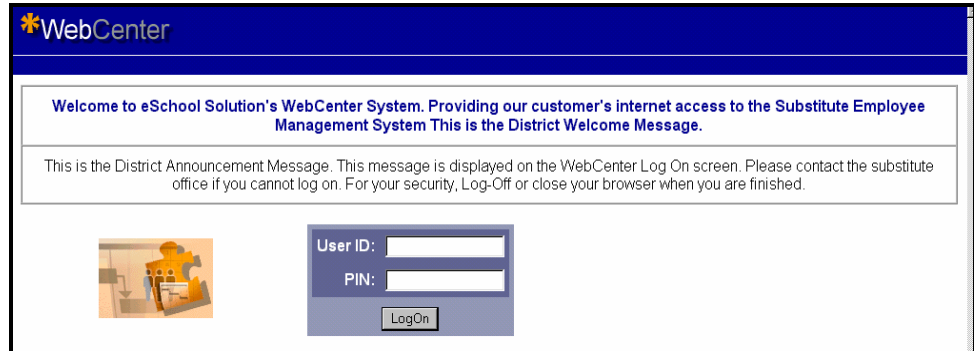 *WebCenter
Welcome to eSchool Solution's WebCenter System. Providing our customer's internet access to the Substitute Employee
Management System This is the District Welcome Message.
This is the District Announcement Message. This message is displayed on the WebCenter Log On screen. Please contact the substitute
office if you cannot log on. For your security, Log-Off or close your browser when you are finished.
User ID:
PIN:
LogOn